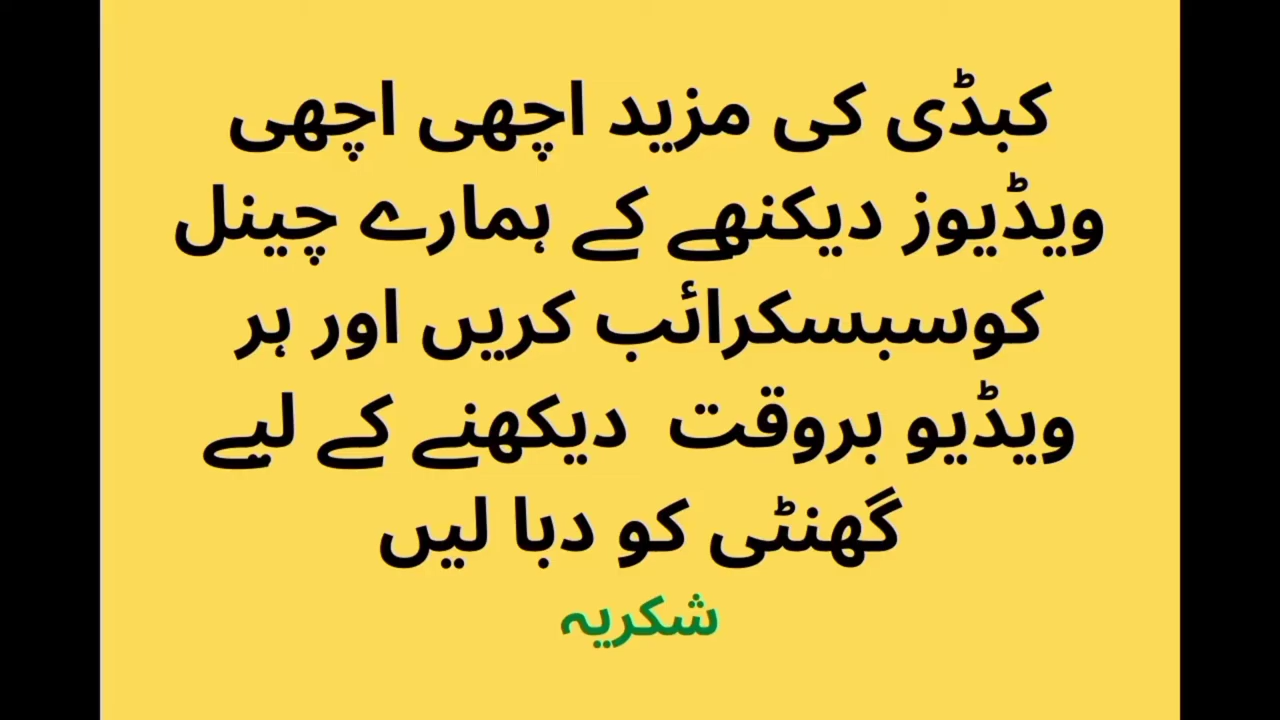 کبڈی کی مزید اچھی اچھی
ویڈیوز دیکنھے کے ہمارے چینل
کوسبسکرائب کریں اور ہر
ویڈیو بروقت دیکھنے کے لیے
گھنٹی کو دبا لیں
شکریہ